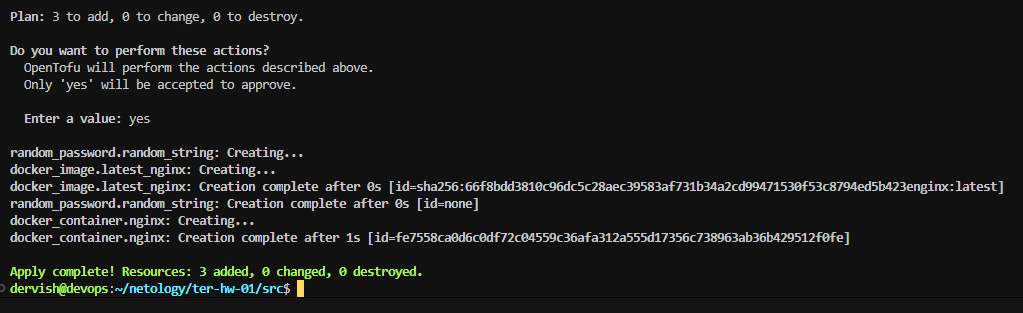 Plan: 3 to add, 0 to change, 0 to destroy.
Do you want to perform these actions?
OpenTofu will perform the actions described above.
Only 'yes' will be accepted to approve.
Enter a value: yes
random_password.random_string: Creating...
docker_image.latest_nginx: Creating...
docker_image.latest_nginx: Creation complete after 0s [id=sha256:66f8bdd3810c96dc5c28aec39583af731b34a2cd99471530f53c8794ed5b423enginx:latest]
random_password.random_string: Creation complete after 0s [id=none]
docker_container.nginx: Creating...
docker_container.nginx: Creation complete after 1s [id=fe7558ca0d6c0df72c04559c36afa312a555d17356c738963ab36b429512f0fe]
Apply complete! Resources: 3 added, 0 changed, 0 destroyed.
dervish@devops:~/netology/ter-hw-01/src$